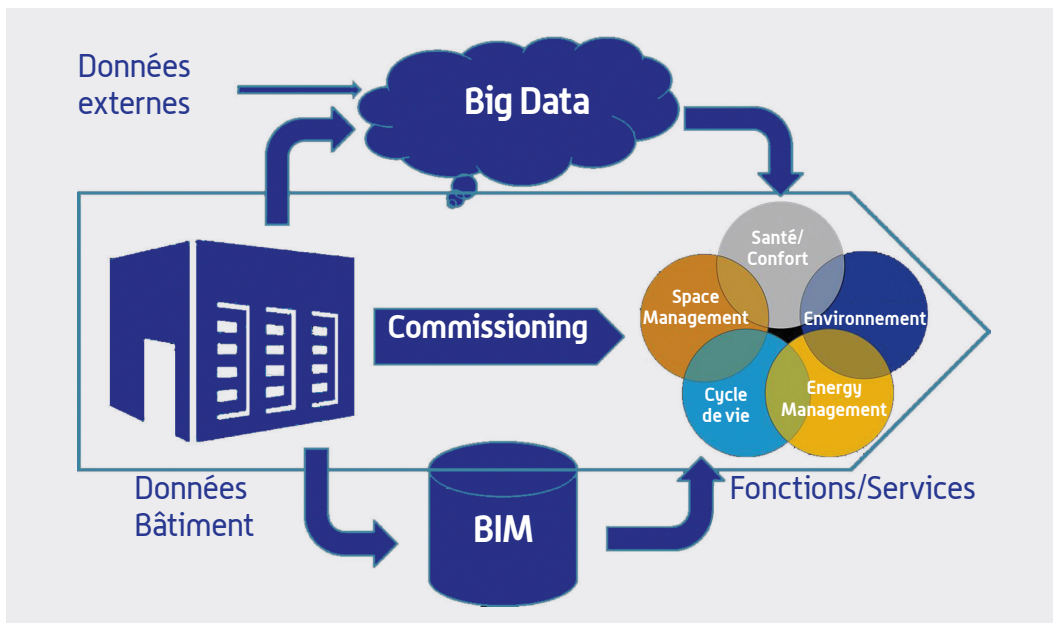 Données
externes
Big Data
Santé/
Confort
Space
Management
Environnement
Commissioning
Cycle
de vie
Energy
Management
Données
Bâtiment
BIM
Fonctions/Services